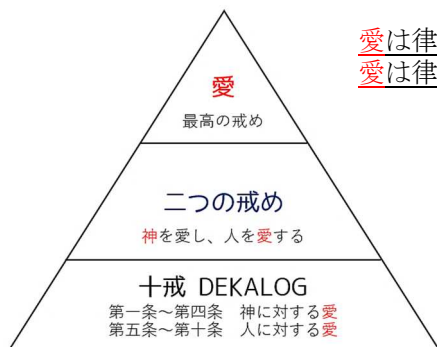 愛は律
愛は律
愛
最高の戒め
二つの戒め
神を愛し、人を愛する
十戒 DEKALOG
第一条～第四条　神に対する愛
第五条～第十条　人に対する愛